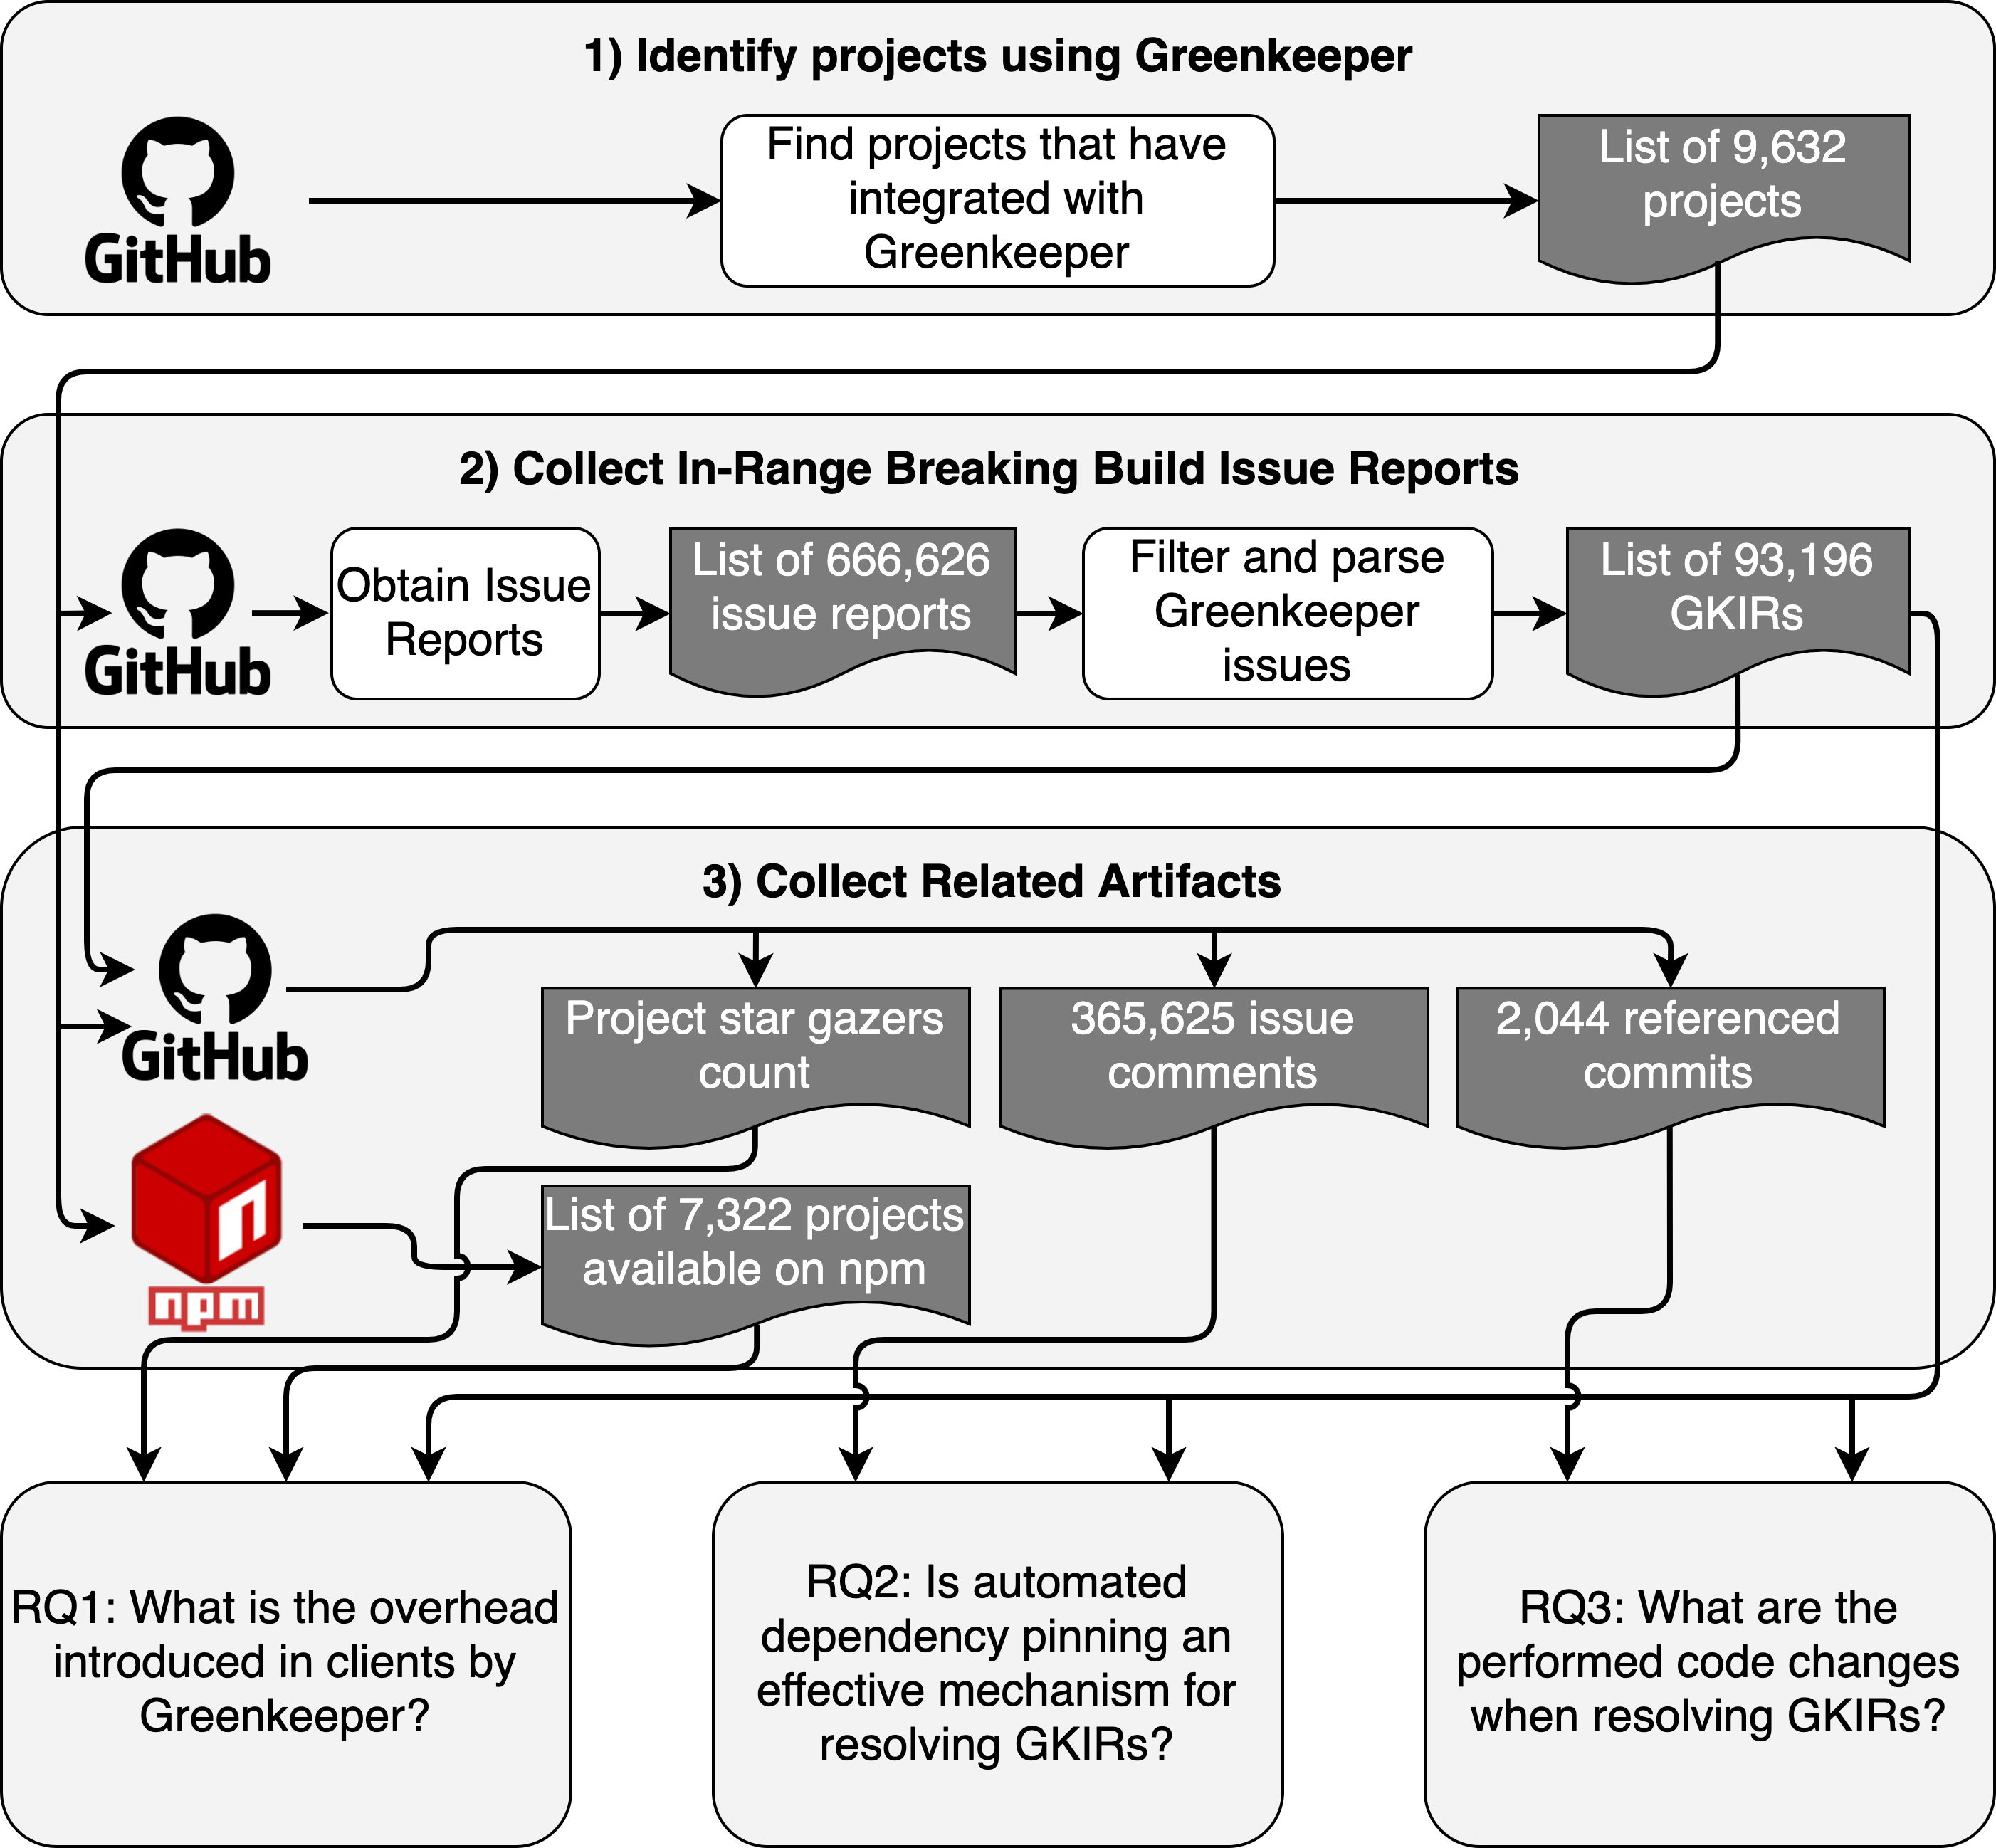 1) Identify projects using Greenkeeper
GitHub
Find projects that have
integrated with
Greenkeeper
List of 9,632
projects
2) Collect In-Range Breaking Build Issue Reports
GitHub
Obtain Issue
Reports
List of 666,626
issue reports
Filter and parse
Greenkeeper
issues
List of 93,196
GKIRs
3) Collect Related Artifacts
GitHub
Project star gazers
count
365,625 issue
comments
2,044 referenced
commits
n
npm
List of 7,322 projects
available on npm
RQ1: What is the overhead
introduced in clients by
Greenkeeper?
RQ2: Is automated
dependency pinning an
effective mechanism for
resolving GKIRs?
RQ3: What are the
performed code changes
when resolving GKIRs?